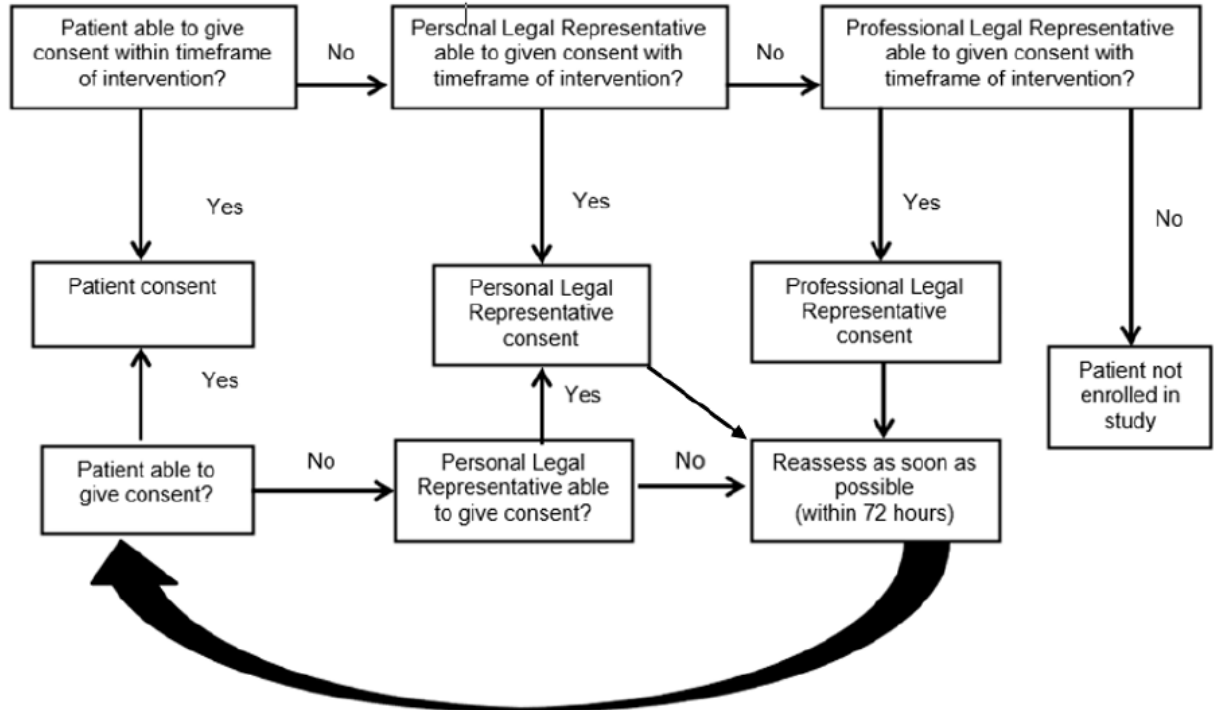 Patient able to give
consent within timeframe
of intervention?
No
Personal Legal Representative
able to given consent with
timeframe of intervention?
No
Professional Legal Representative
able to given consent with
timeframe of intervention?
Yes
Yes
Yes
No
Patient consent
Personal Legal
Representative
consent
Professional Legal
Representative
consent
Patient not
enrolled in
study
Yes
Yes
Patient able to
give consent?
No
Personal Legal
Representative able
to give consent?
No
Reassess as soon as
possible
(within 72 hours)